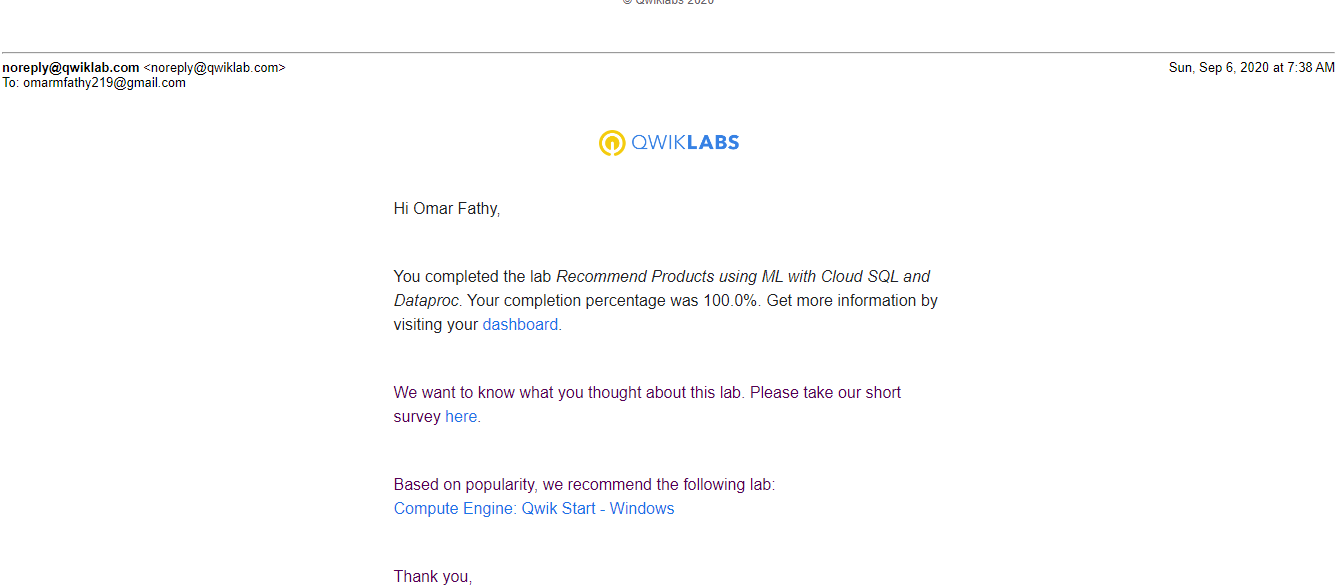 © Qwiklabs 2020
noreply@qwiklab.com <noreply@qwiklab.com> Sun, Sep 6, 2020 at 7:38 AM
To: omarmfathy219@gmail.com
QWIKLABS
Hi Omar Fathy,
You completed the lab Recommend Products using ML with Cloud SQL and
Dataproc. Your completion percentage was 100.0%. Get more information by
visiting your dashboard.
We want to know what you thought about this lab. Please take our short
survey here.
Based on popularity, we recommend the following lab:
Compute Engine: Qwik Start - Windows
Thank you,